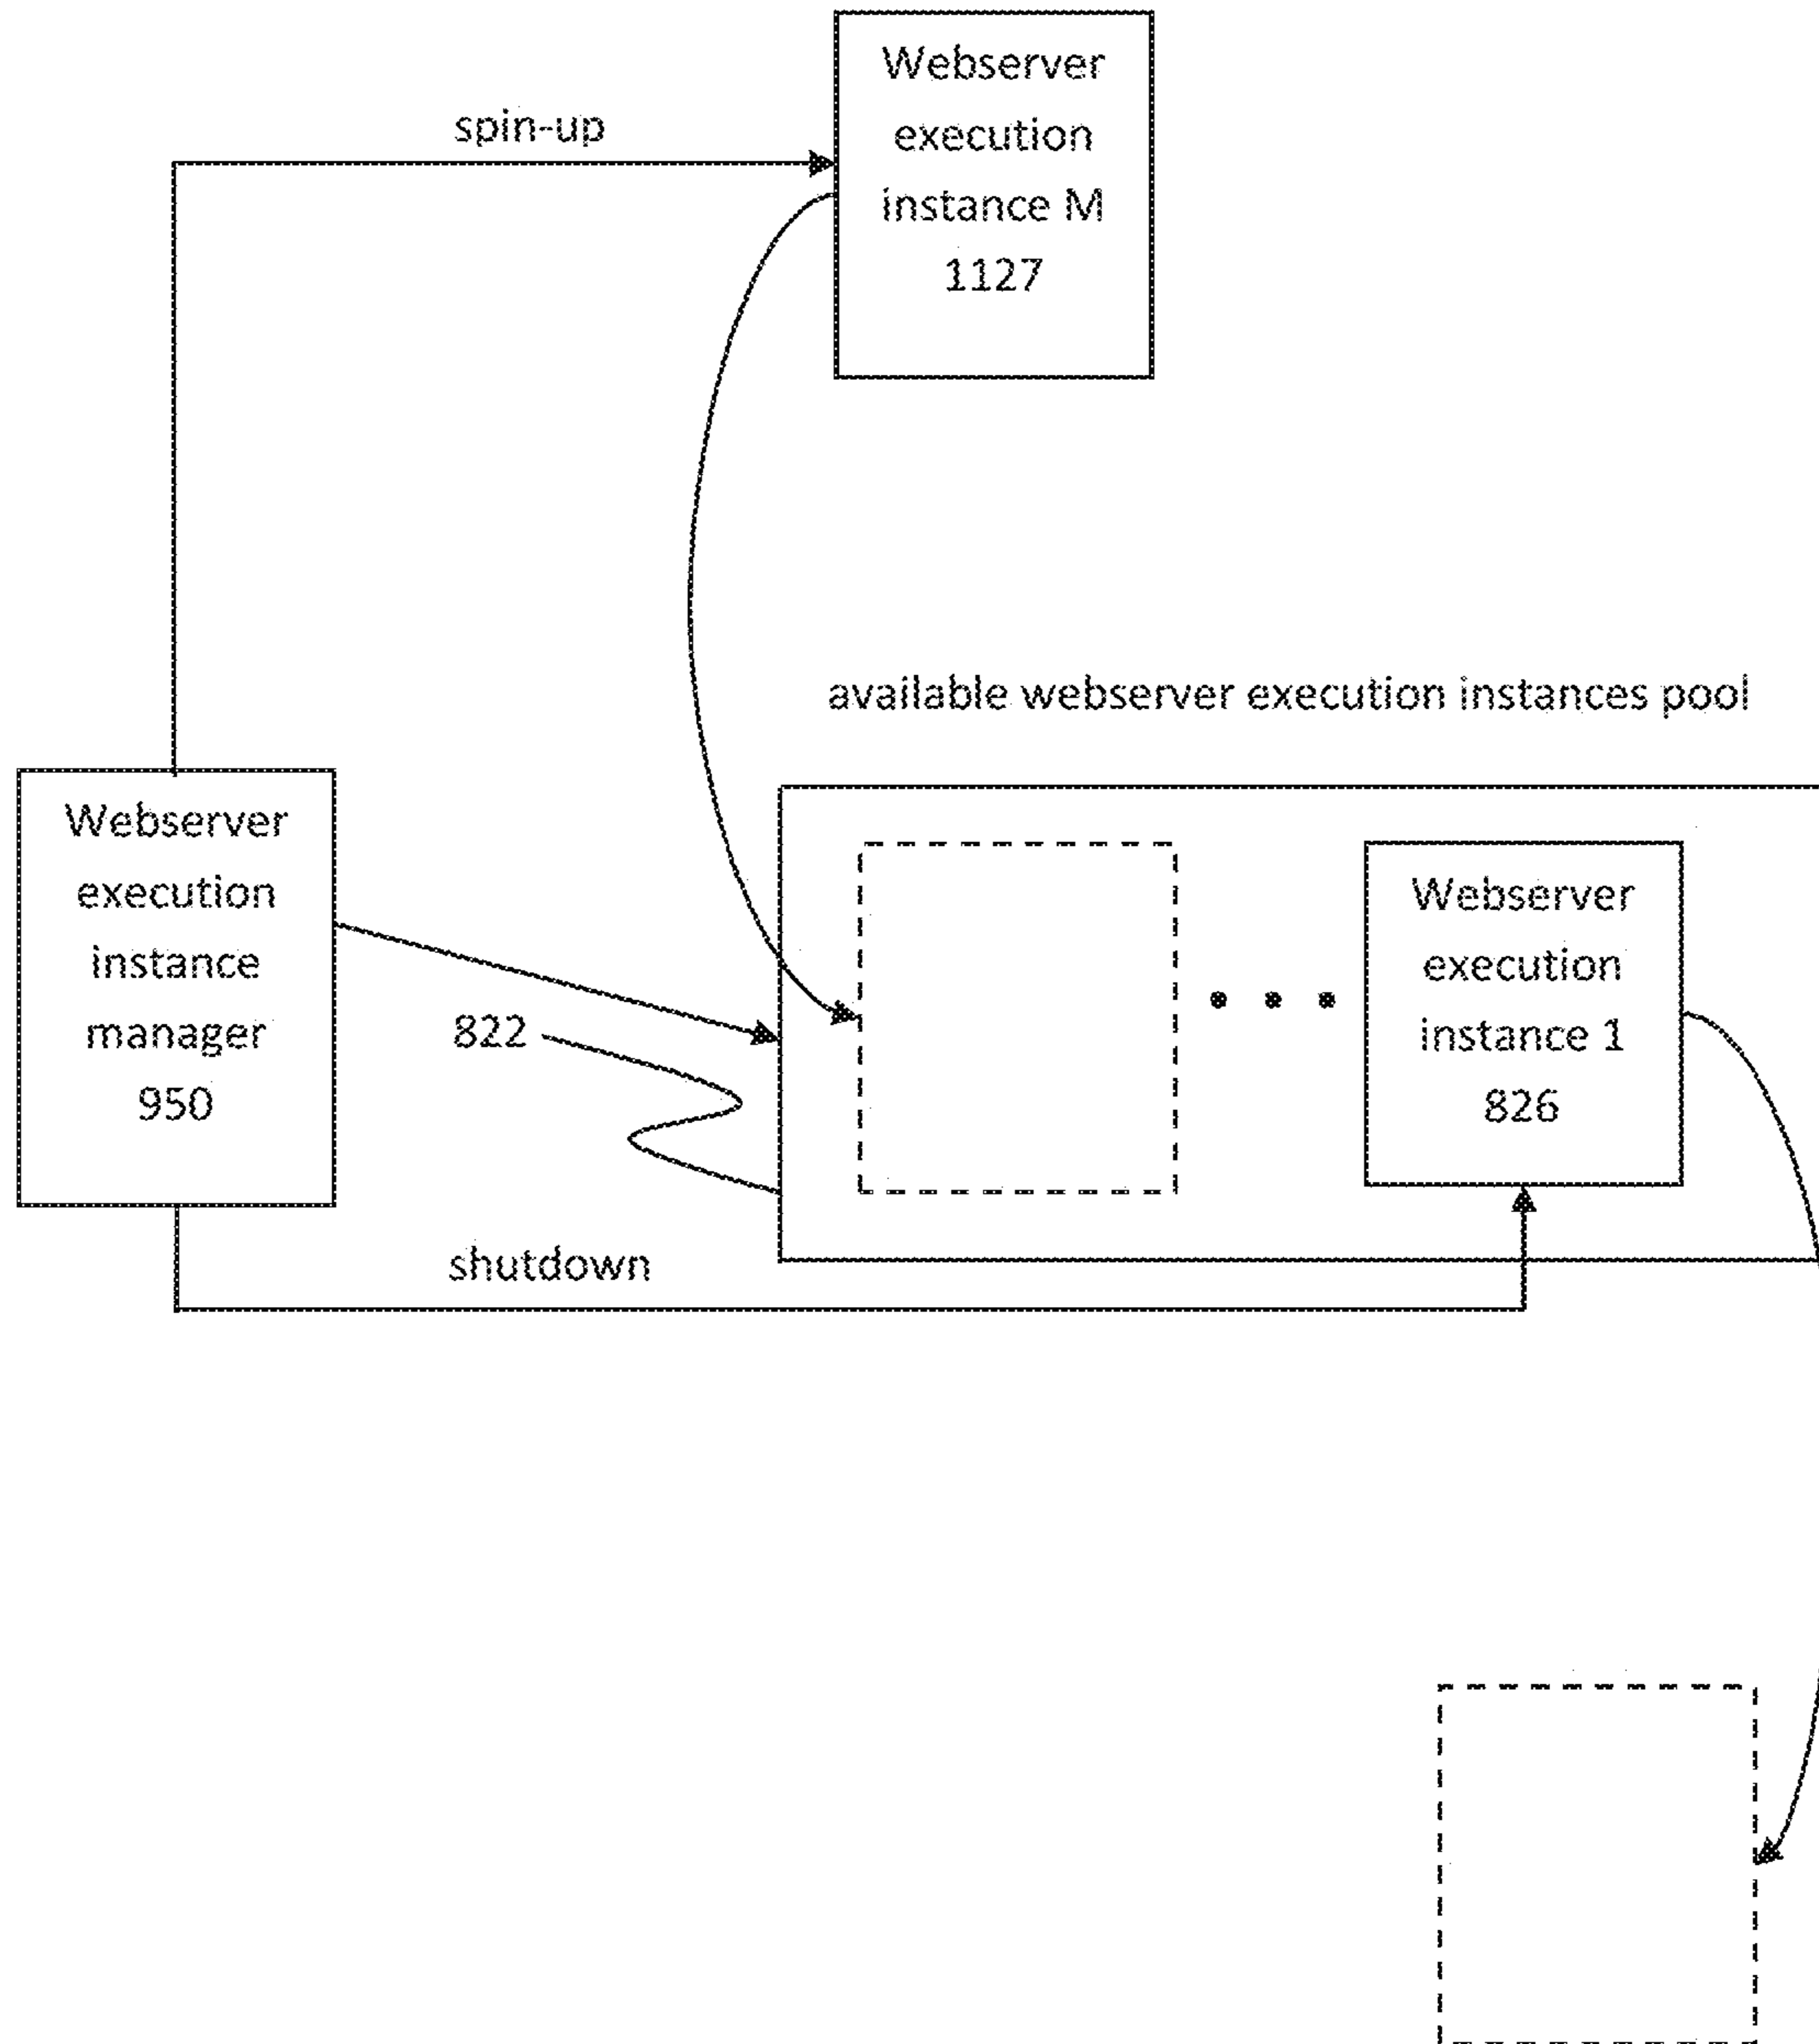 Webserver
execution
instance M
1127
spin-up
available webserver execution instances pool
Webserver
execution
instance
manager
950
822
Webserver
execution
instance 1
826
shutdown